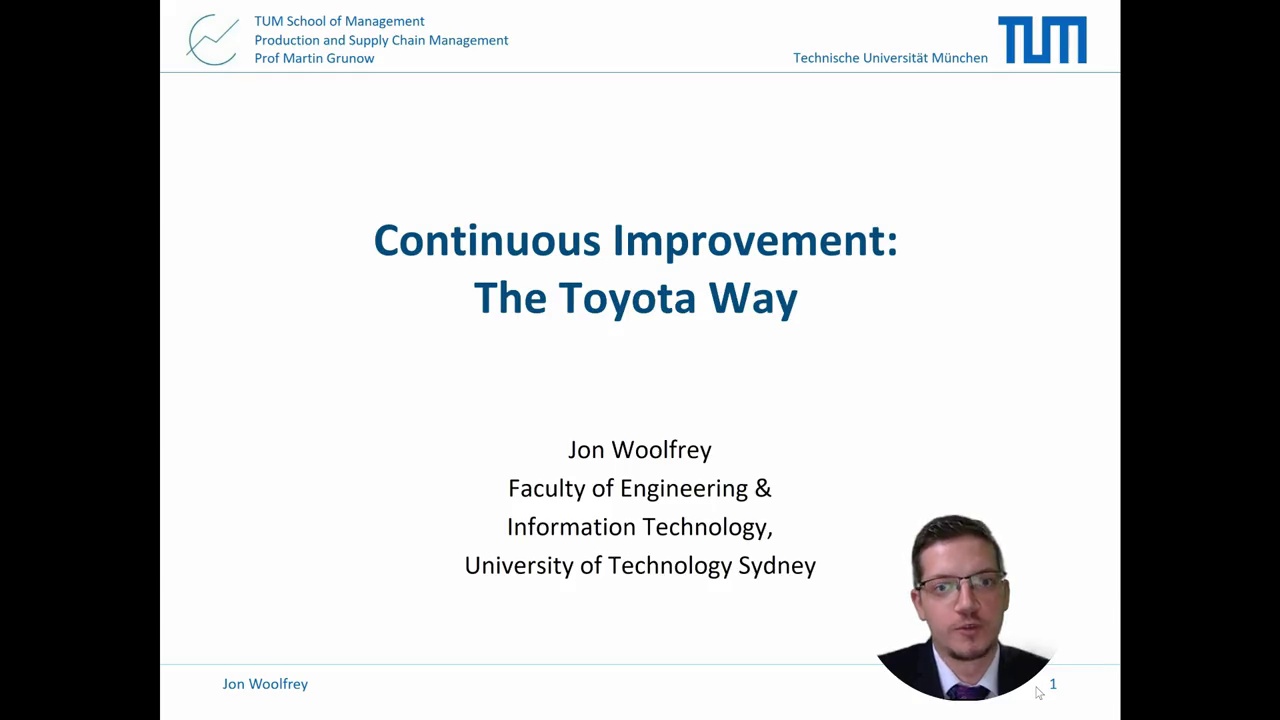 TUM School of Management
Production and Supply Chain Management
Prof Martin Grunow
Technische Universität München
TUM
Continuous Improvement:
The Toyota Way
Jon Woolfrey
Faculty of Engineering &
Information Technology,
University of Technology Sydney
Jon Woolfrey
1